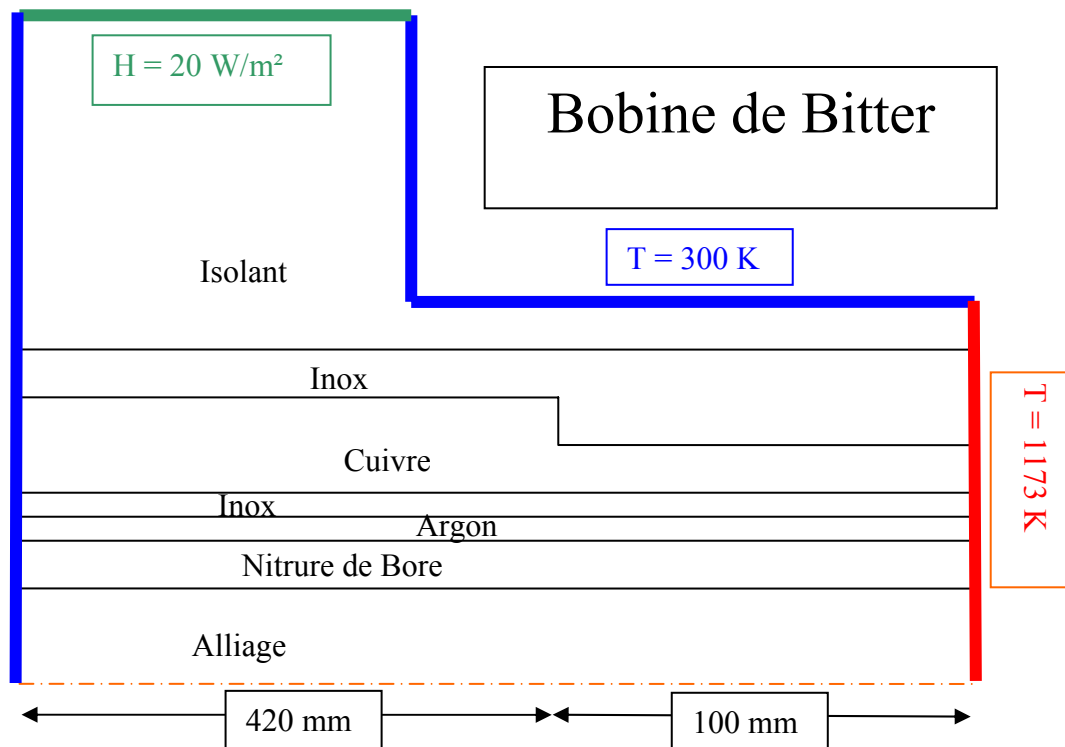 H = 20 W/m²
Bobine de Bitter
T = 300 K
Isolant
Inox
Cuivre
T = 1173 K
Inox
Argon
Nitrure de Bore
Alliage
420 mm
100 mm